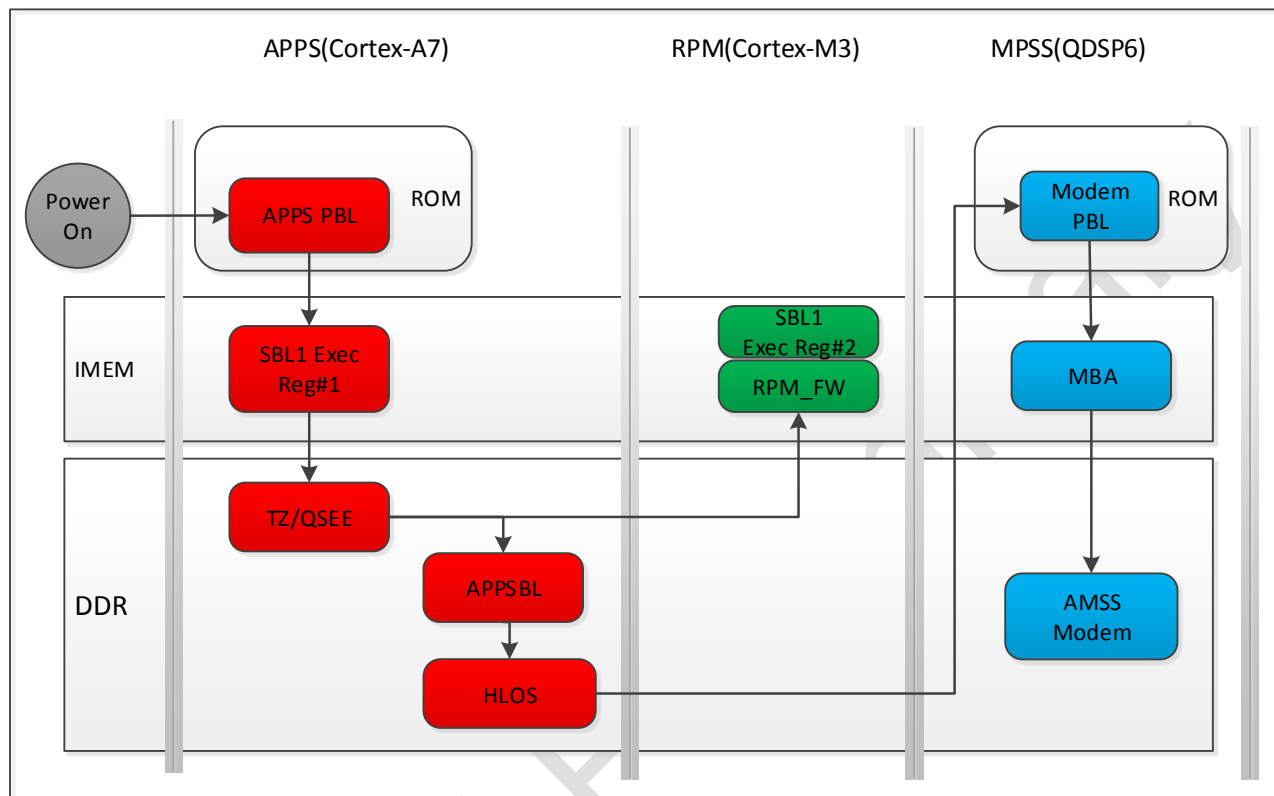 APPS(Cortex-A7)
RPM(Cortex-M3)
MPSS(QDSP6)
Power
On
APPS PBL
ROM
Modem
PBL
ROM
IMEM
SBL1 Exec
Reg#1
SBL1
Exec Reg#2
RPM_FW
MBA
DDR
TZ/QSEE
APPSBL
HLOS
AMSS
Modem